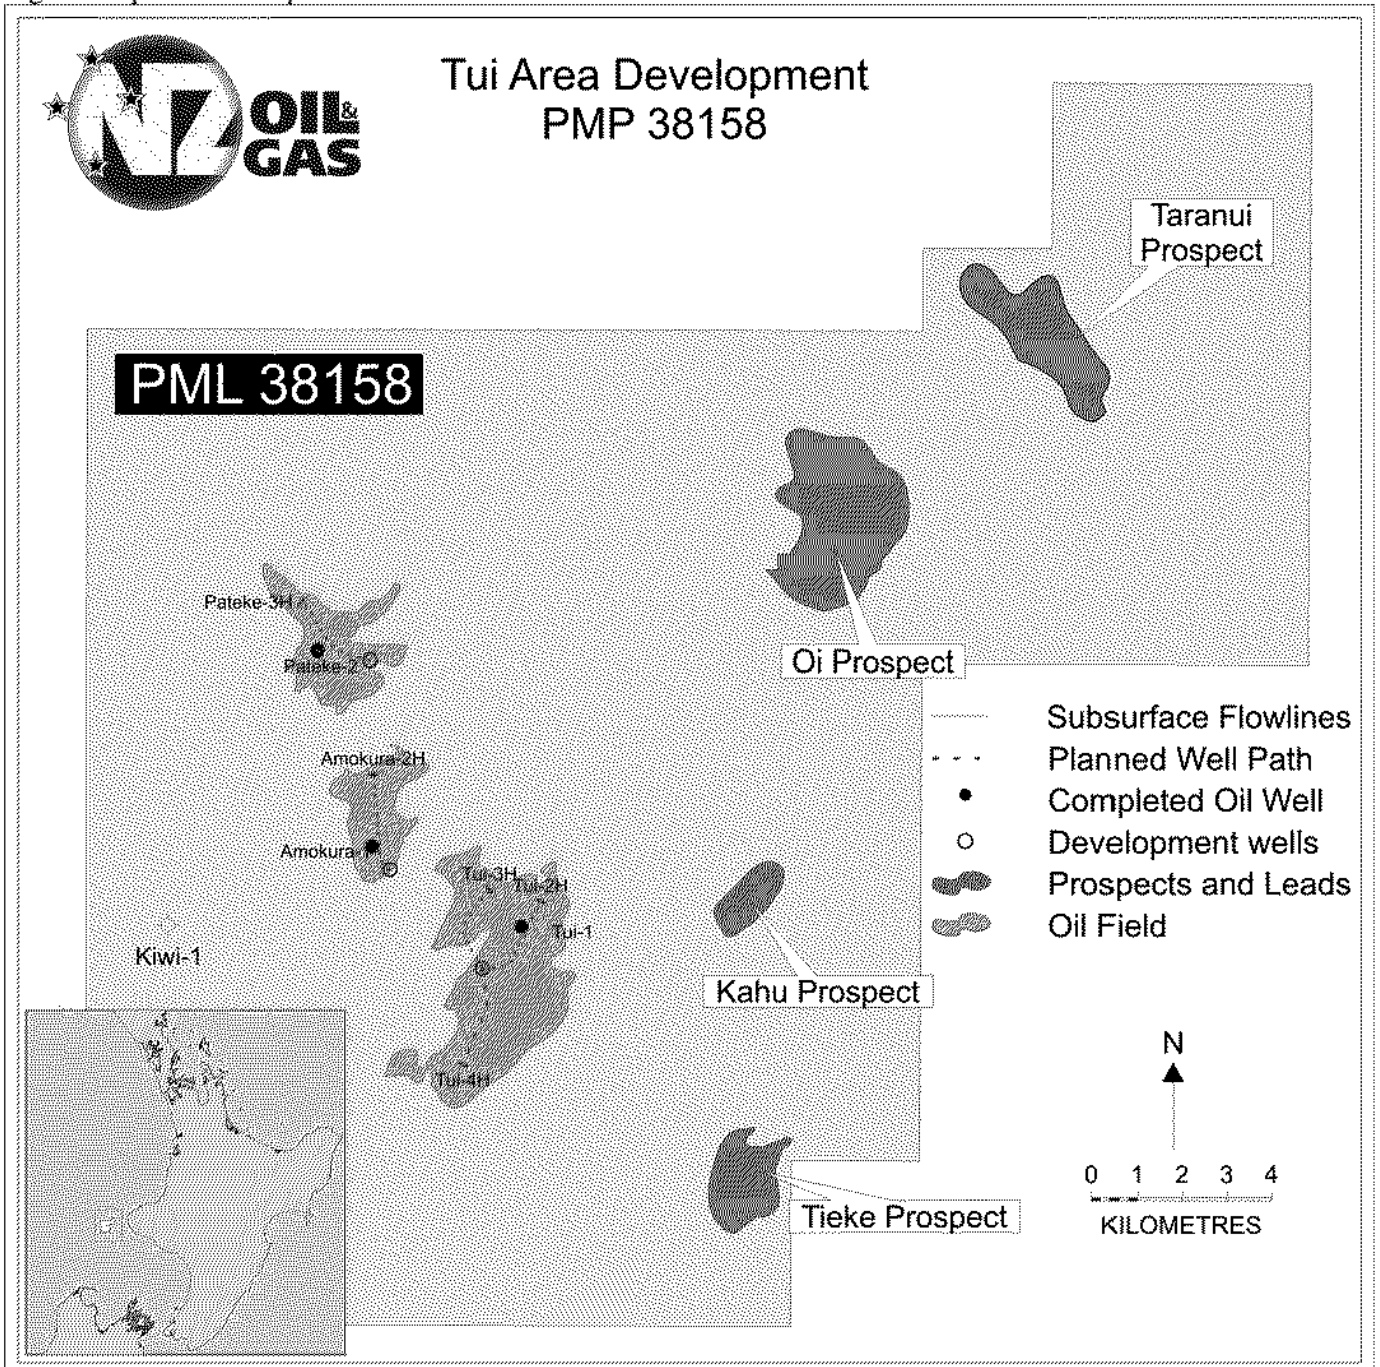 NZ OIL &
GAS
Tui Area Development
PMP 38158
Taranui
Prospect
PML 38158
Pateke-3H
Pateke-2
Oi Prospect
Subsurface Flowlines
Planned Well Path
Completed Oil Well
Development wells
Prospects and Leads
Oil Field
Amokura-2H
Amokura-1
Tui-3H
Tui-2H
Tui-1
Kiwi-1
Kahu Prospect
Tui-4H
N
0 1 2 3 4
KILOMETRES
Tieke Prospect